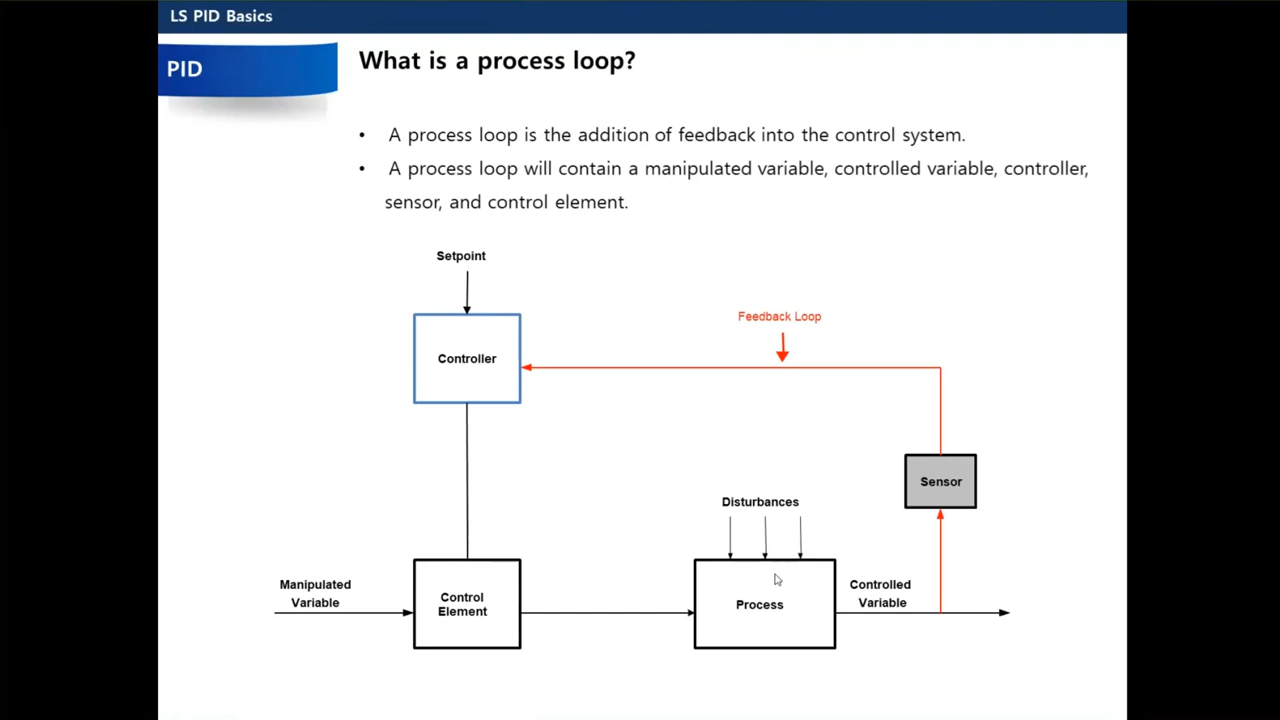 LS PID Basics
PID
What is a process loop?
• A process loop is the addition of feedback into the control system.
• A process loop will contain a manipulated variable, controlled variable, controller,
sensor, and control element.
Setpoint
Feedback Loop
Controller
Sensor
Disturbances
Manipulated
Variable
Control
Element
Process
Controlled
Variable